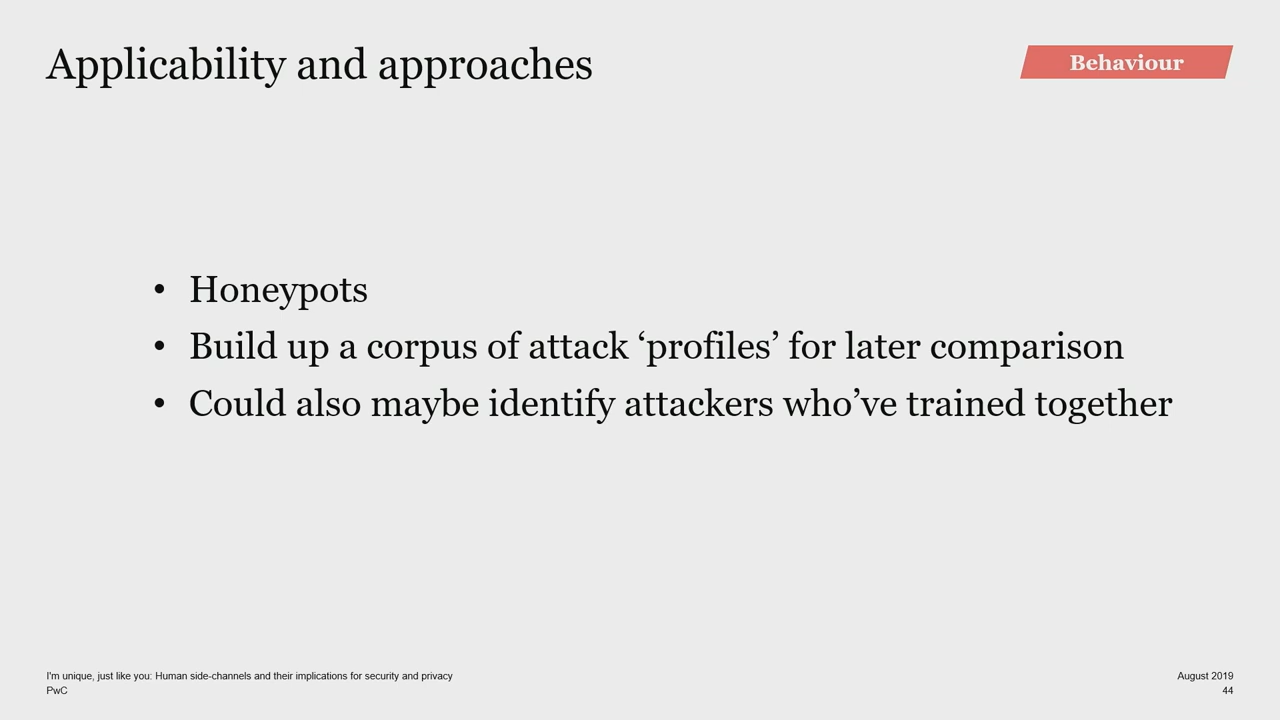 Applicability and approaches
Behaviour
• Honeypots
• Build up a corpus of attack ‘profiles’ for later comparison
• Could also maybe identify attackers who’ve trained together
I'm unique, just like you: Human side-channels and their implications for security and privacy
August 2019
PwC
44